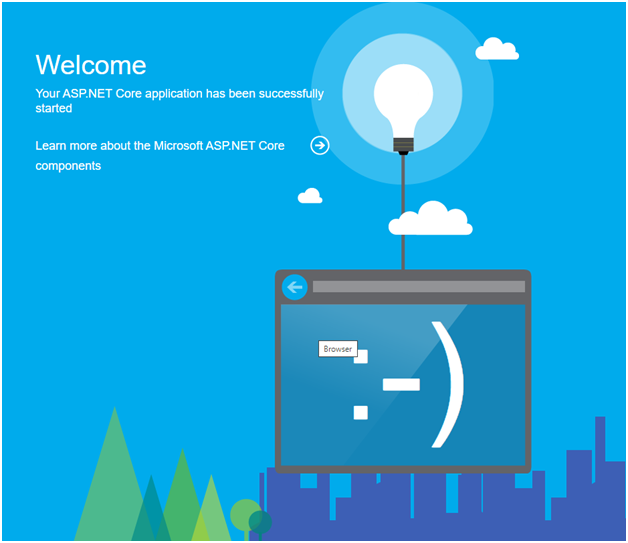 Welcome
Your ASP.NET Core application has been successfully
started
Learn more about the Microsoft ASP.NET Core
components
Browser
:-)